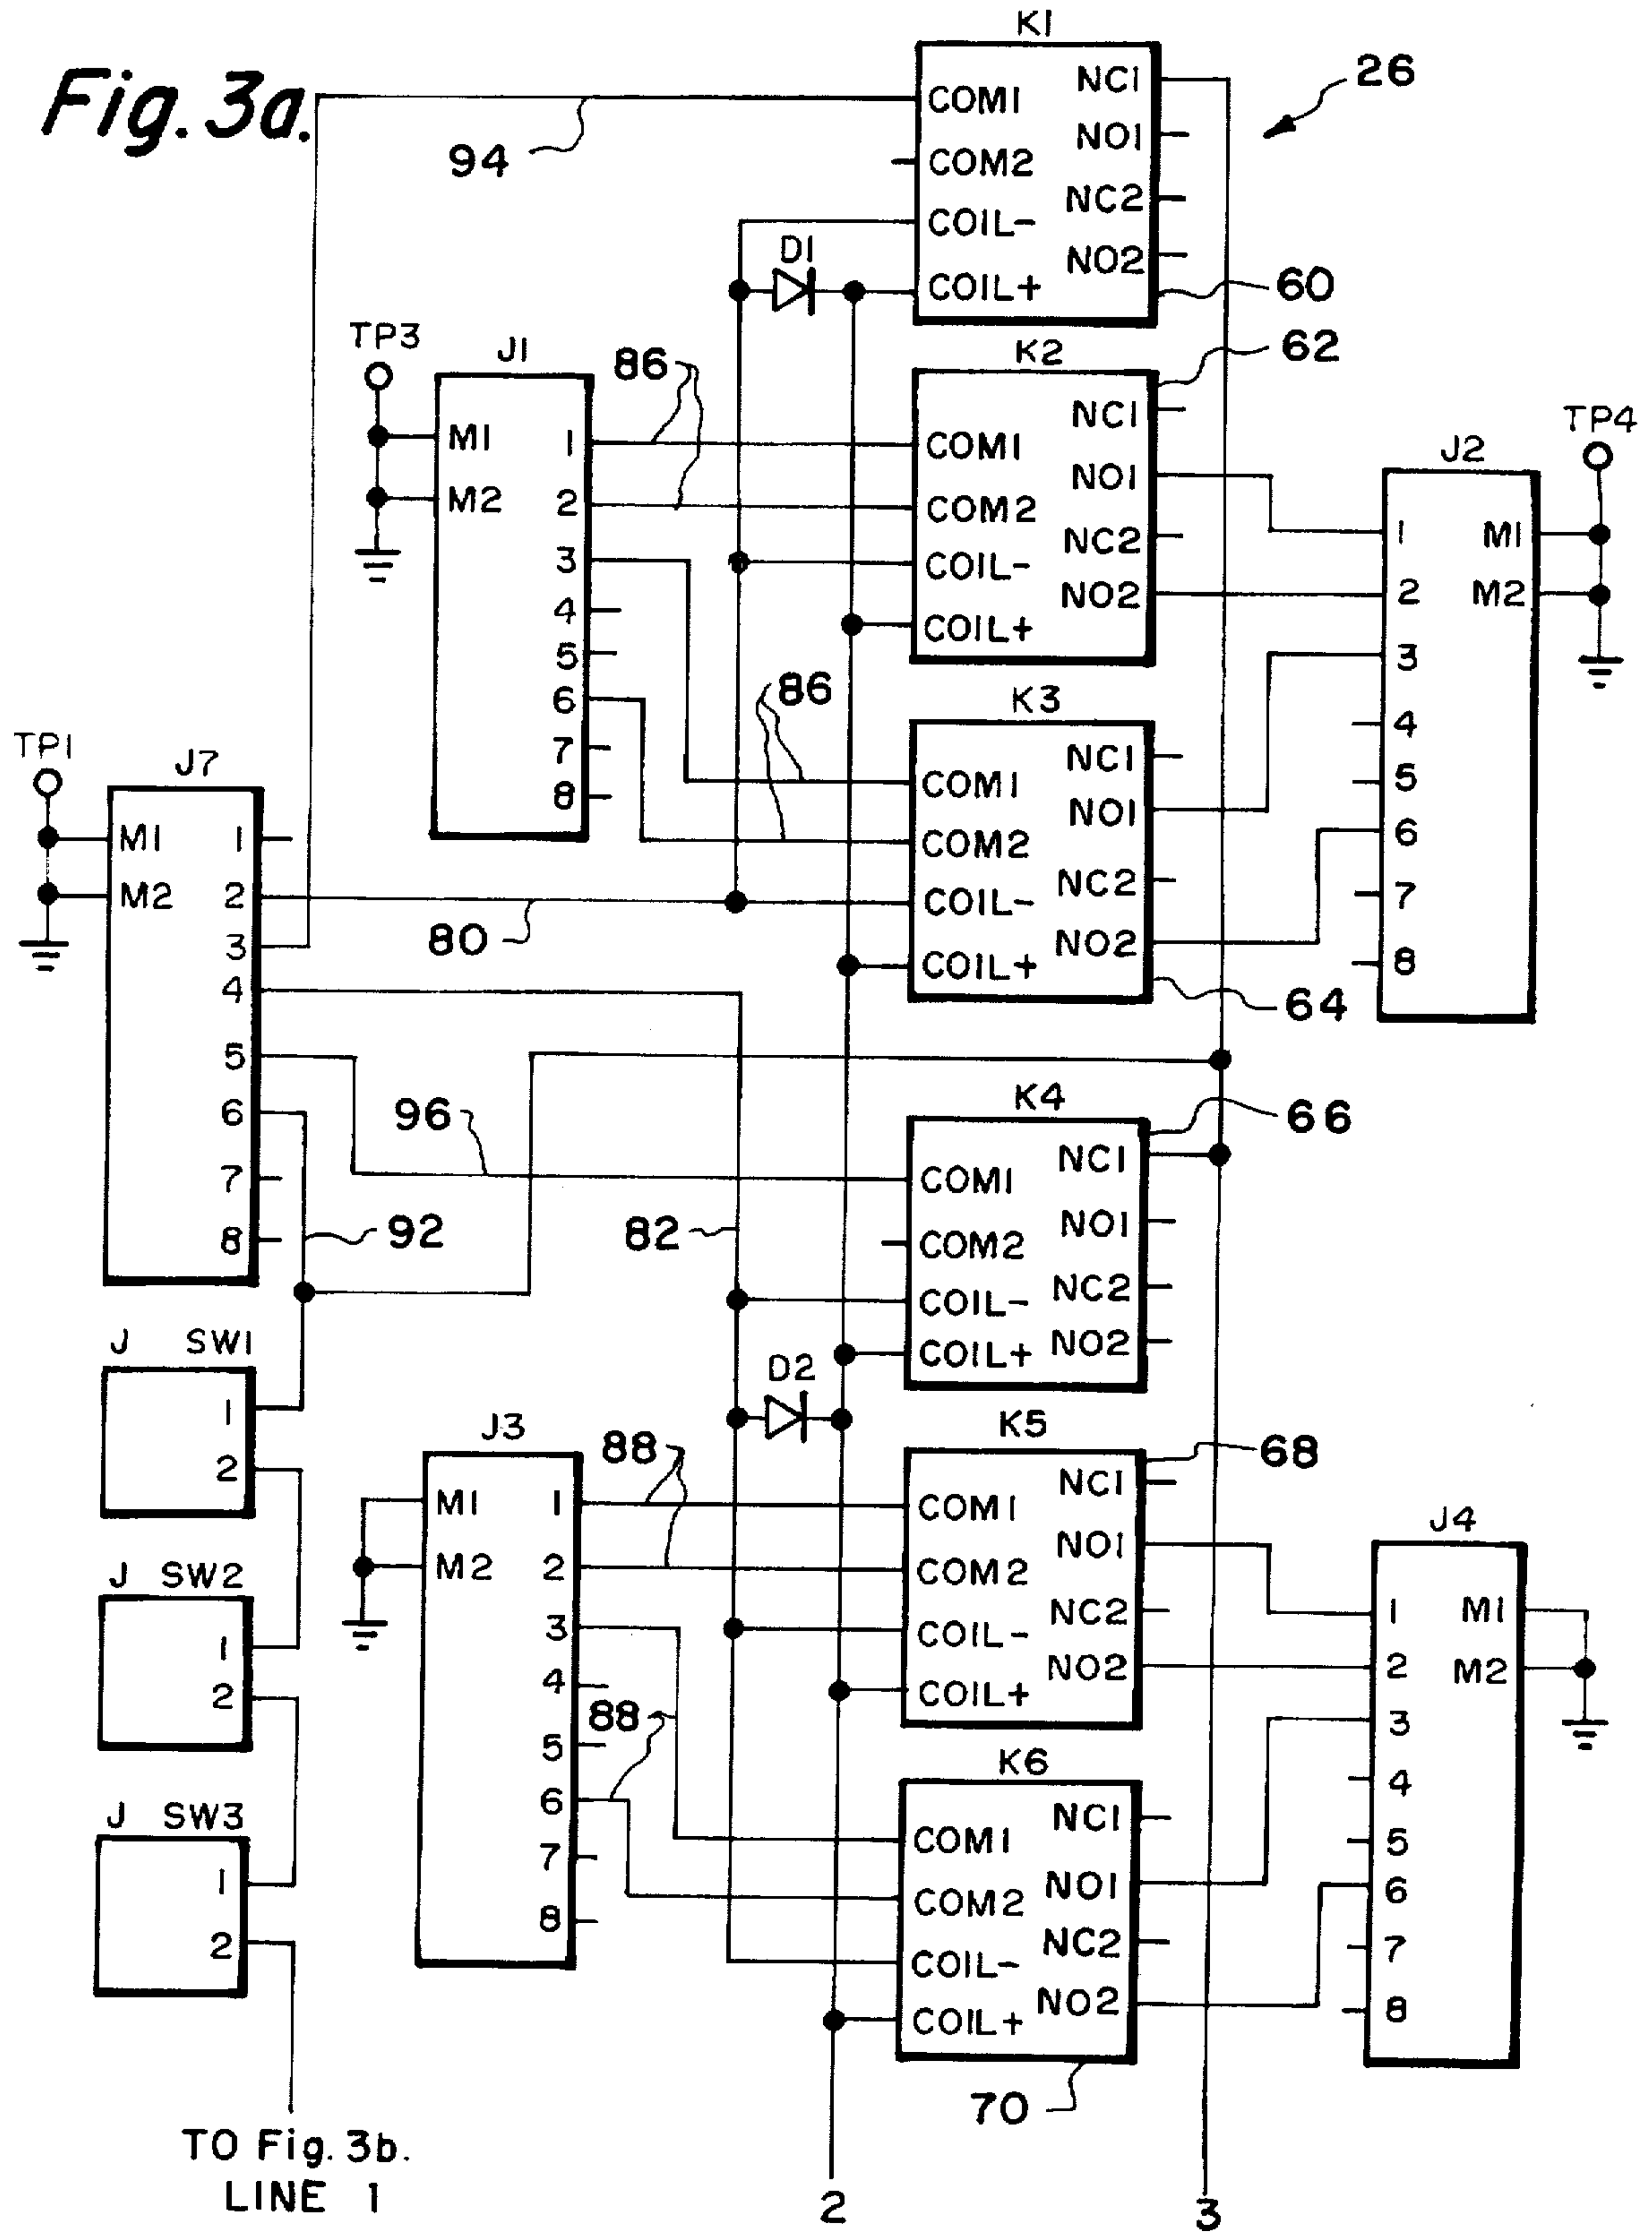 Fig. 3a.
26
94
K1
COM1
COM2
COIL-
COIL+
NC1
NO1
NC2
NO2
60
D1
TP3
J1
M1
M2
1
2
3
4
5
6
7
8
86
K2
62
COM1
COM2
COIL-
COIL+
NC1
NO1
NC2
NO2
TP4
J2
1
2
3
4
5
6
7
8
M1
M2
86
K3
COM1
COM2
COIL-
COIL+
NC1
NO1
NC2
NO2
64
TP1
J7
M1
M2
1
2
3
4
5
6
7
8
80
96
92
82
K4
66
COM1
COM2
COIL-
COIL+
NC1
NO1
NC2
NO2
D2
J SW1
1
2
J SW2
1
2
J SW3
1
2
J3
M1
M2
1
2
3
4
5
6
7
8
88
88
K5
68
COM1
COM2
COIL-
COIL+
NC1
NO1
NC2
NO2
J4
1
2
3
4
5
6
7
8
M1
M2
K6
COM1
COM2
COIL-
COIL+
NC1
NO1
NC2
NO2
70
TO Fig. 3b.
LINE 1
2
3